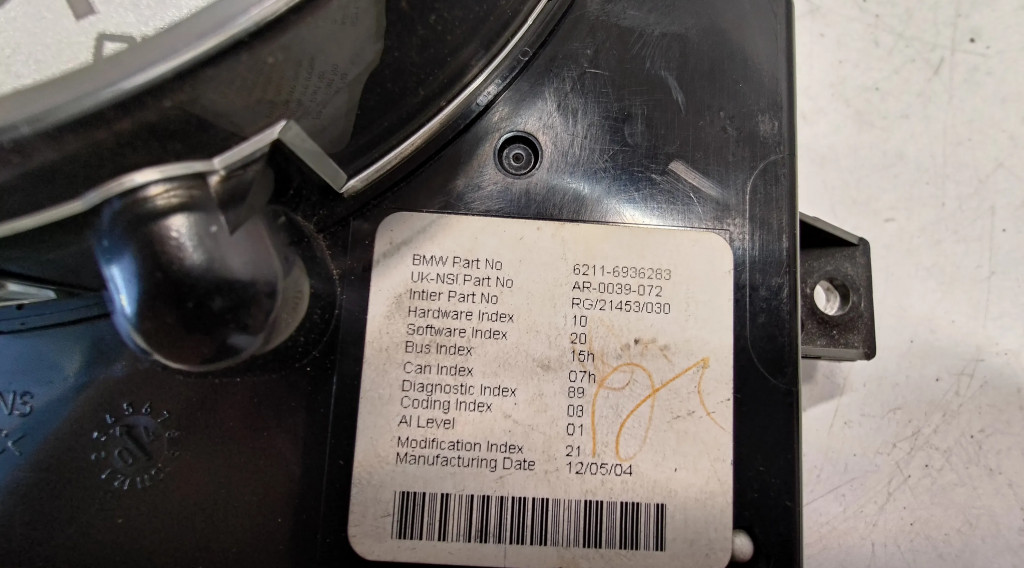 BMW Part No 6211-6936283
UK-NSI Part No AR-0039-072
Intier Part No RG/21453/030
Hardware Index 10
Software Index 20
Bus Index 15h
Can Index 07h
Diagnostic Index 89
Coding Index 08
AI Level 01
Modification Index 21
Manufacturing Date 12/05/04
NS